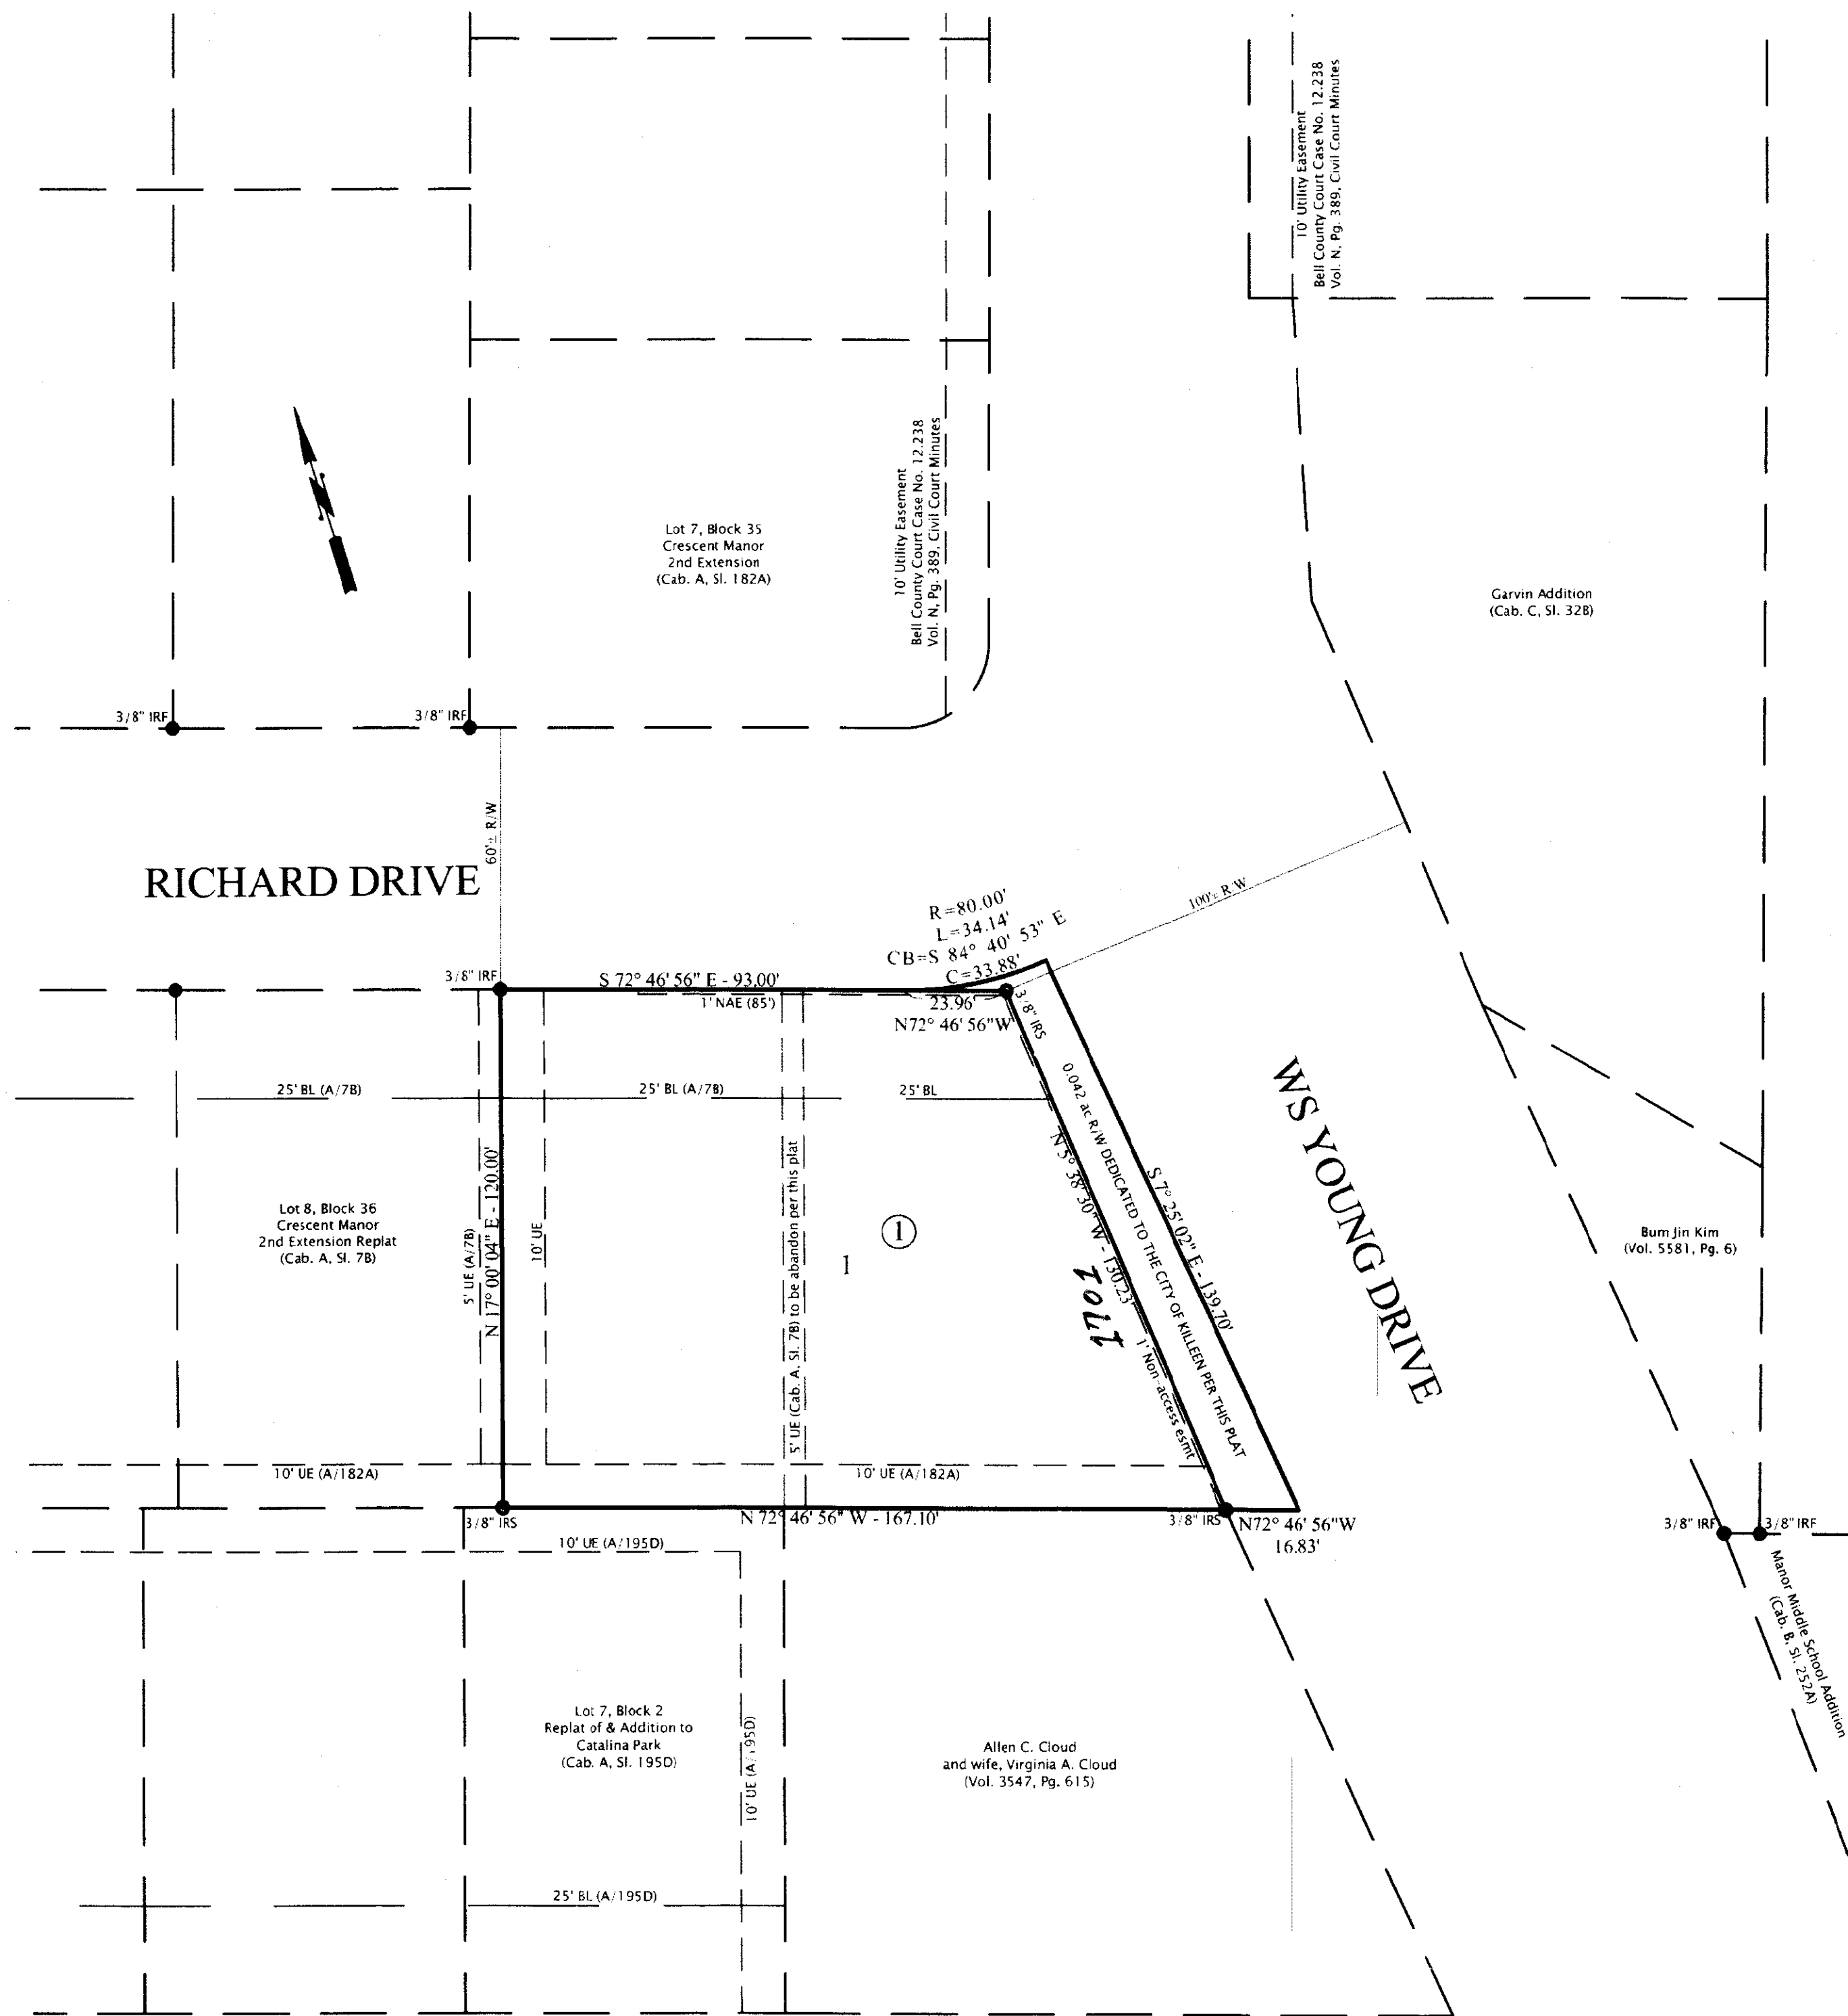 10' Utility Easement
Bell County Court Case No. 12.238
Vol. N, Pg. 389, Civil Court Minutes
Lot 7, Block 35
Crescent Manor
2nd Extension
(Cab. A, Sl. 182A)
10' Utility Easement
Bell County Court Case No. 12.238
Vol. N, Pg. 389, Civil Court Minutes
Garvin Addition
(Cab. C, Sl. 32B)
3/8" IRF
3/8" IRF
60'± R/W
RICHARD DRIVE
100'± R/W
R=80.00'
L=34.14'
CB=S 84° 40' 53" E
C=33.88'
3/8" IRF
S 72° 46' 56" E - 93.00'
1' NAE (85')
23.96'
N72° 46' 56"W
3/8" IRS
25' BL (A/7B)
25' BL (A/7B)
25' BL
0.042 ac R/W DEDICATED TO THE CITY OF KILLEEN PER THIS PLAT
N 5° 38' 30" W - 130.23'
S 7° 25' 02" E - 139.70'
WS YOUNG DRIVE
Lot 8, Block 36
Crescent Manor
2nd Extension Replat
(Cab. A, Sl. 7B)
5' UE (A/7B)
N 17° 00' 04" E - 120.00'
10' UE
5' UE (Cab. A, Sl. 7B) to be abandon per this plat
1
1
1701
1' Non-access esmt
Bum Jin Kim
(Vol. 5581, Pg. 6)
10' UE (A/182A)
10' UE (A/182A)
3/8" IRS
N 72° 46' 56" W - 167.10'
3/8" IRS
N72° 46' 56"W
16.83'
3/8" IRF
3/8" IRF
10' UE (A/195D)
Manor Middle School Addition
(Cab. B, Sl. 252A)
Lot 7, Block 2
Replat of & Addition to
Catalina Park
(Cab. A, Sl. 195D)
10' UE (A/195D)
Allen C. Cloud
and wife, Virginia A. Cloud
(Vol. 3547, Pg. 615)
25' BL (A/195D)